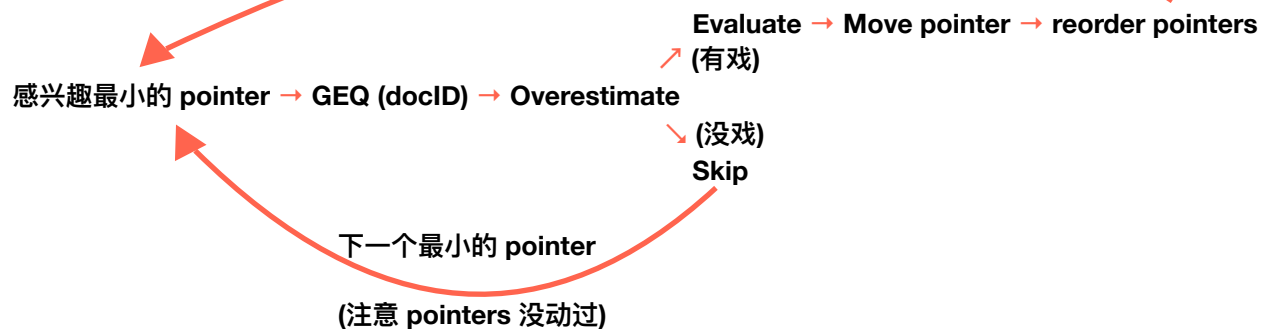 Evaluate → Move pointer → reorder pointers
(有戏)
感兴趣最小的 pointer → GEQ (docID) → Overestimate
(没戏)
Skip
下一个最小的 pointer
(注意 pointers 没动过)